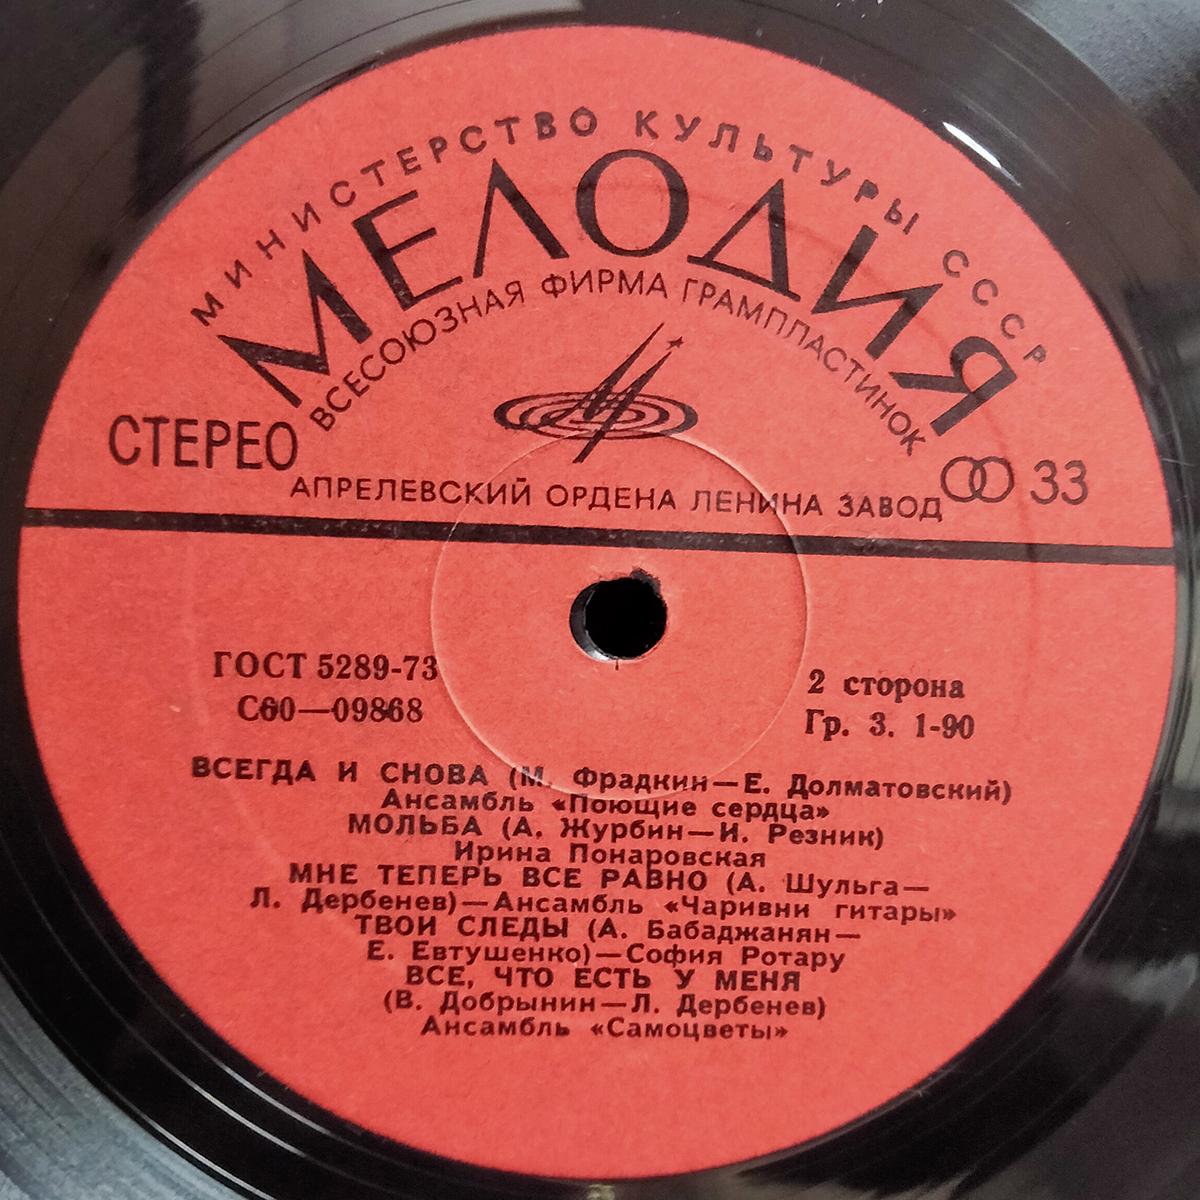 МИНИСТЕРСТВО КУЛЬТУРЫ СССР
МЕЛОДИЯ
ВСЕСОЮЗНАЯ ФИРМА ГРАМПЛАСТИНОК
СТЕРЕО
33
АПРЕЛЕВСКИЙ ОРДЕНА ЛЕНИНА ЗАВОД
ГОСТ 5289-73
С60—09868
2 сторона
Гр. 3. 1-90
ВСЕГДА И СНОВА (М. Фрадкин—Е. Долматовский)
Ансамбль «Поющие сердца»
МОЛЬБА (А. Журбин—И. Резник)
Ирина Понаровская
МНЕ ТЕПЕРЬ ВСЕ РАВНО (А. Шульга—
Л. Дербенев)—Ансамбль «Чаривни гитары»
ТВОИ СЛЕДЫ (А. Бабаджанян—
Е. Евтушенко)—София Ротару
ВСЕ, ЧТО ЕСТЬ У МЕНЯ
(В. Добрынин—Л. Дербенев)
Ансамбль «Самоцветы»